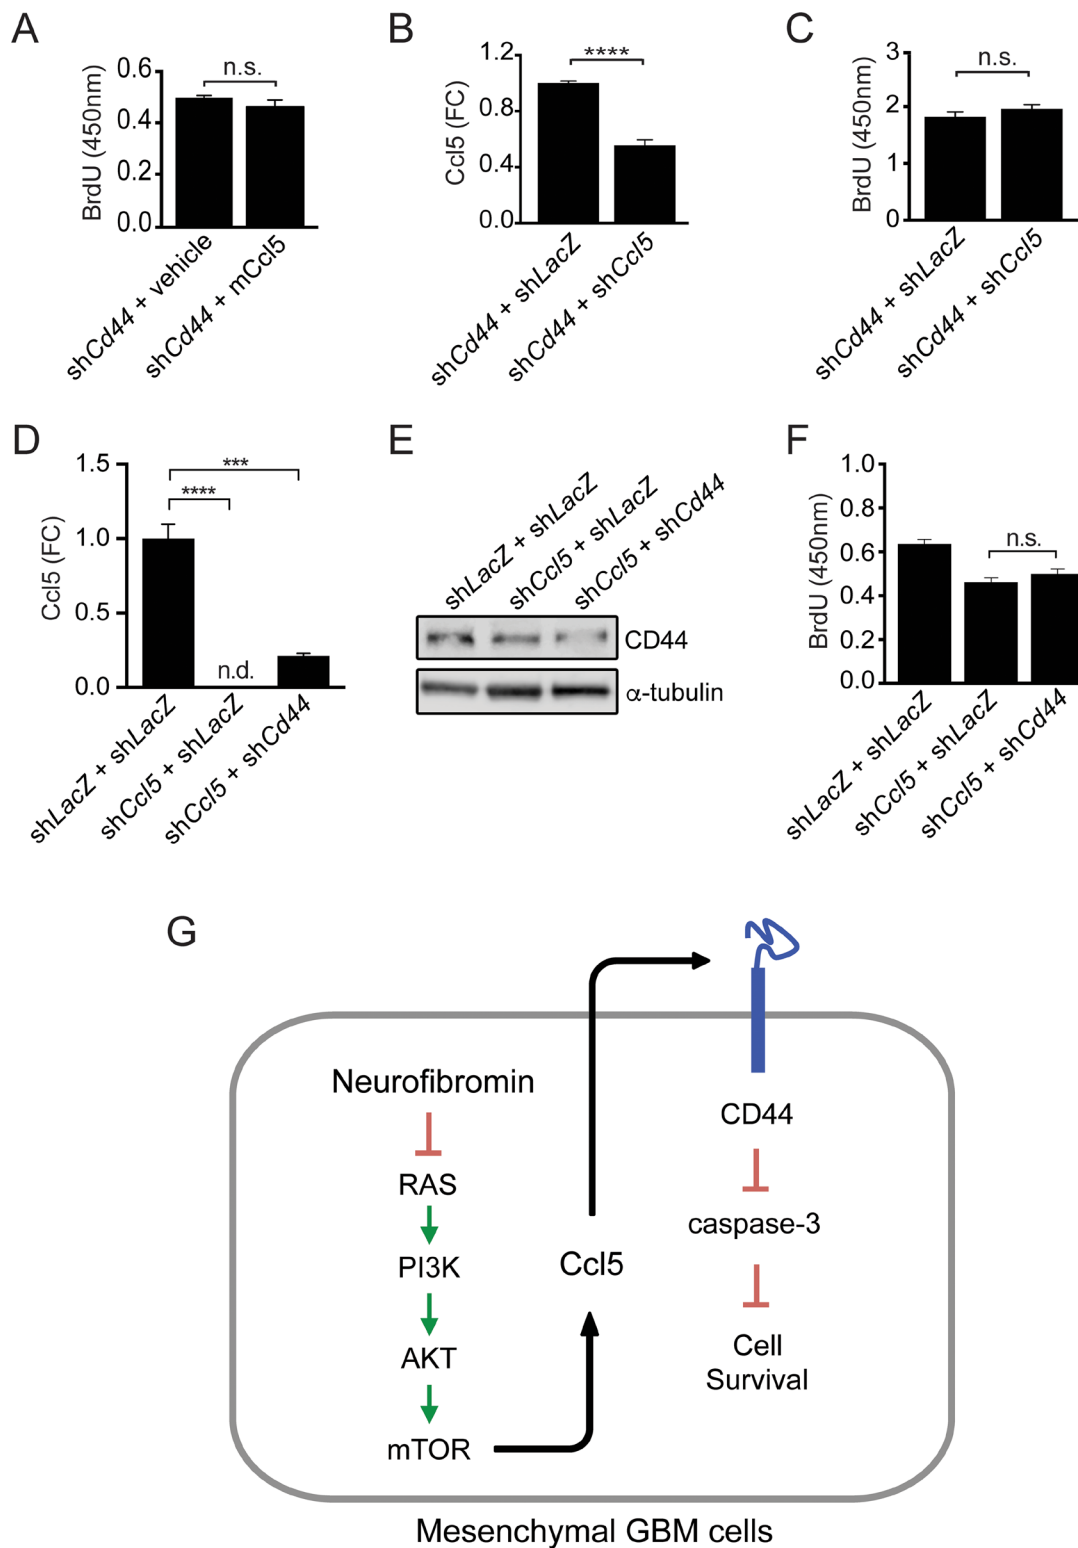 A
BrdU (450nm)
0.6
0.4
0.2
0.0
n.s.
shCd44 + vehicle
shCd44 + mCcl5
B
Ccl5 (FC)
1.2
0.8
0.4
0.0
****
shCd44 + shLacZ
shCd44 + shCcl5
C
BrdU (450nm)
3
2
1
0
n.s.
shCd44 + shLacZ
shCd44 + shCcl5
D
Ccl5 (FC)
1.5
1.0
0.5
0.0
***
****
n.d.
shLacZ + shLacZ
shCcl5 + shLacZ
shCcl5 + shCd44
E
shLacZ + shLacZ
shCcl5 + shLacZ
shCcl5 + shCd44
CD44
α-tubulin
F
BrdU (450nm)
1.0
0.8
0.6
0.4
0.2
0.0
n.s.
shLacZ + shLacZ
shCcl5 + shLacZ
shCcl5 + shCd44
G
Neurofibromin
RAS
PI3K
AKT
mTOR
Ccl5
CD44
caspase-3
Cell
Survival
Mesenchymal GBM cells